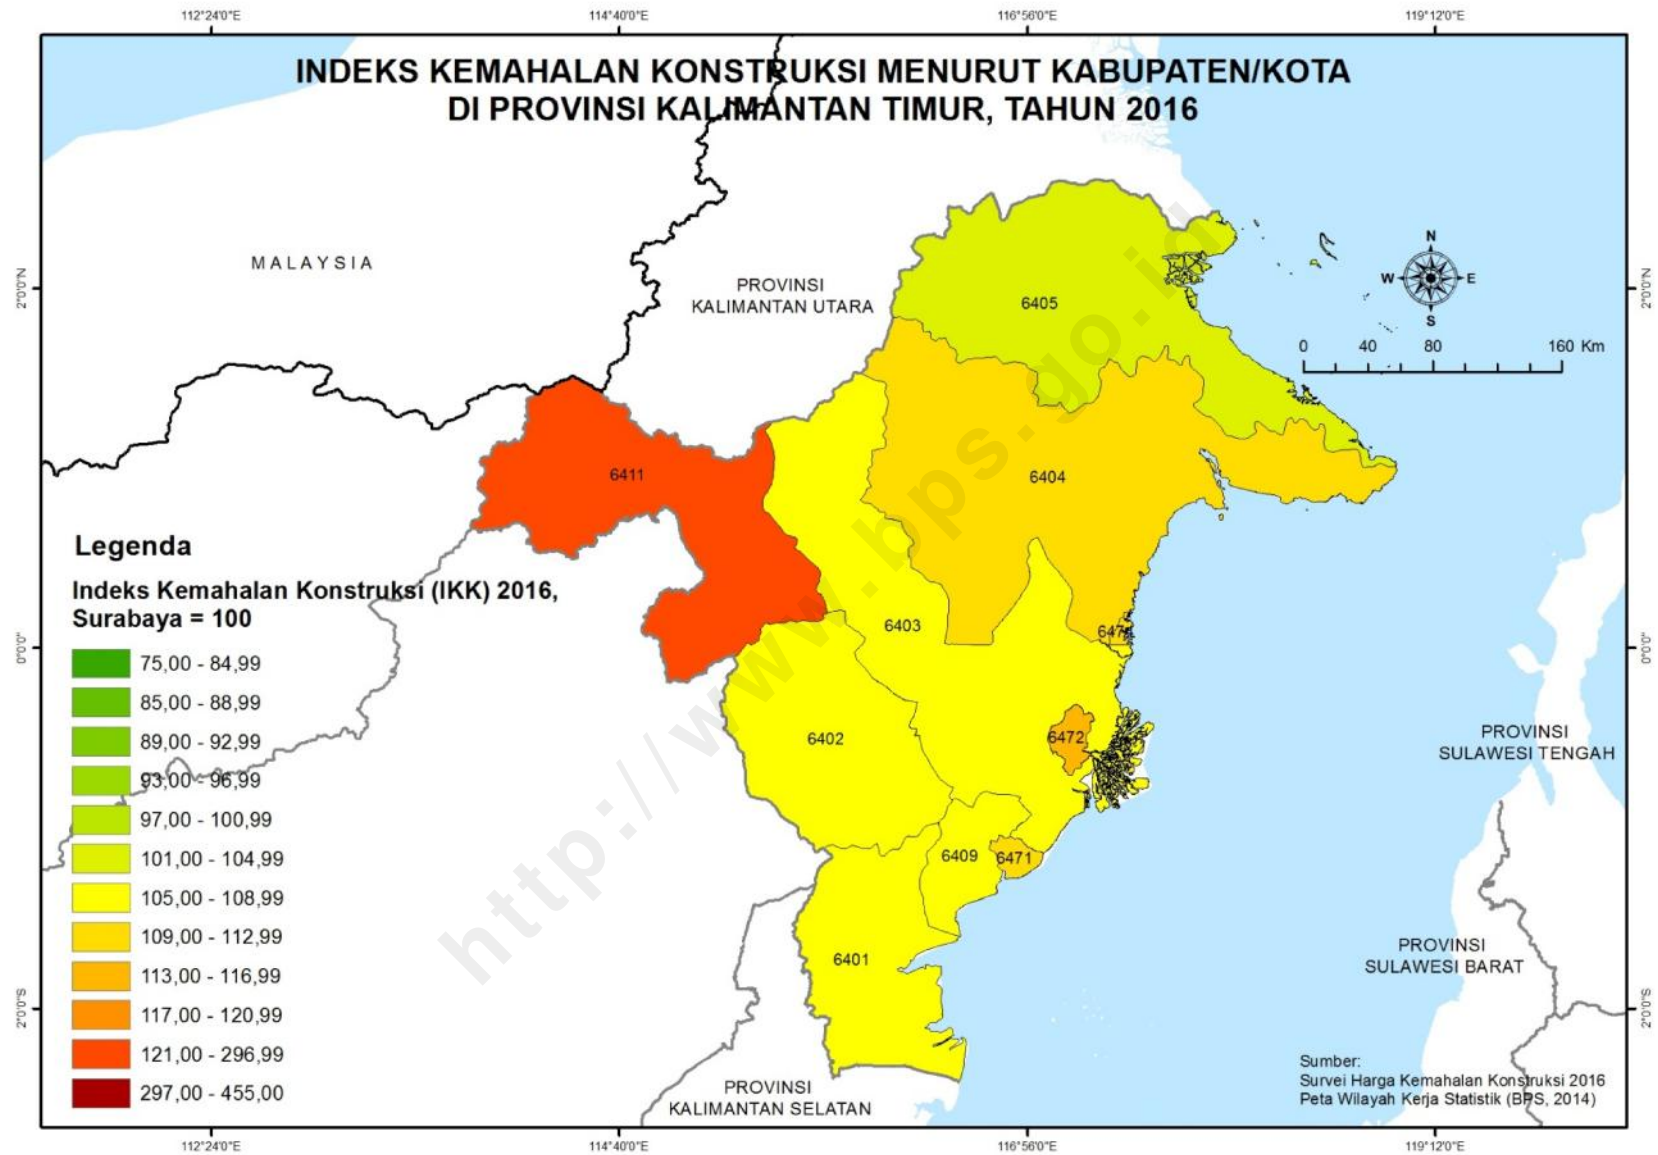 112°24'0"E
114°40'0"E
116°56'0"E
119°12'0"E
INDEKS KEMAHALAN KONSTRUKSI MENURUT KABUPATEN/KOTA
DI PROVINSI KALIMANTAN TIMUR, TAHUN 2016
MALAYSIA
PROVINSI
KALIMANTAN UTARA
N
W
E
S
2°0'0"N
2°0'0"N
0 40 80 160 Km
6405
6411
6404
6403
6402
6472
6409
6471
6401
Legenda
Indeks Kemahalan Konstruksi (IKK) 2016,
Surabaya = 100
75,00 - 84,99
85,00 - 88,99
89,00 - 92,99
93,00 - 96,99
97,00 - 100,99
101,00 - 104,99
105,00 - 108,99
109,00 - 112,99
113,00 - 116,99
117,00 - 120,99
121,00 - 296,99
297,00 - 455,00
0°0'0"
0°0'0"
PROVINSI
SULAWESI TENGAH
PROVINSI
SULAWESI BARAT
2°0'0"S
2°0'0"S
PROVINSI
KALIMANTAN SELATAN
Sumber:
Survei Harga Kemahalan Konstruksi 2016
Peta Wilayah Kerja Statistik (BPS, 2014)
112°24'0"E
114°40'0"E
116°56'0"E
119°12'0"E
http://www.bps.go.id